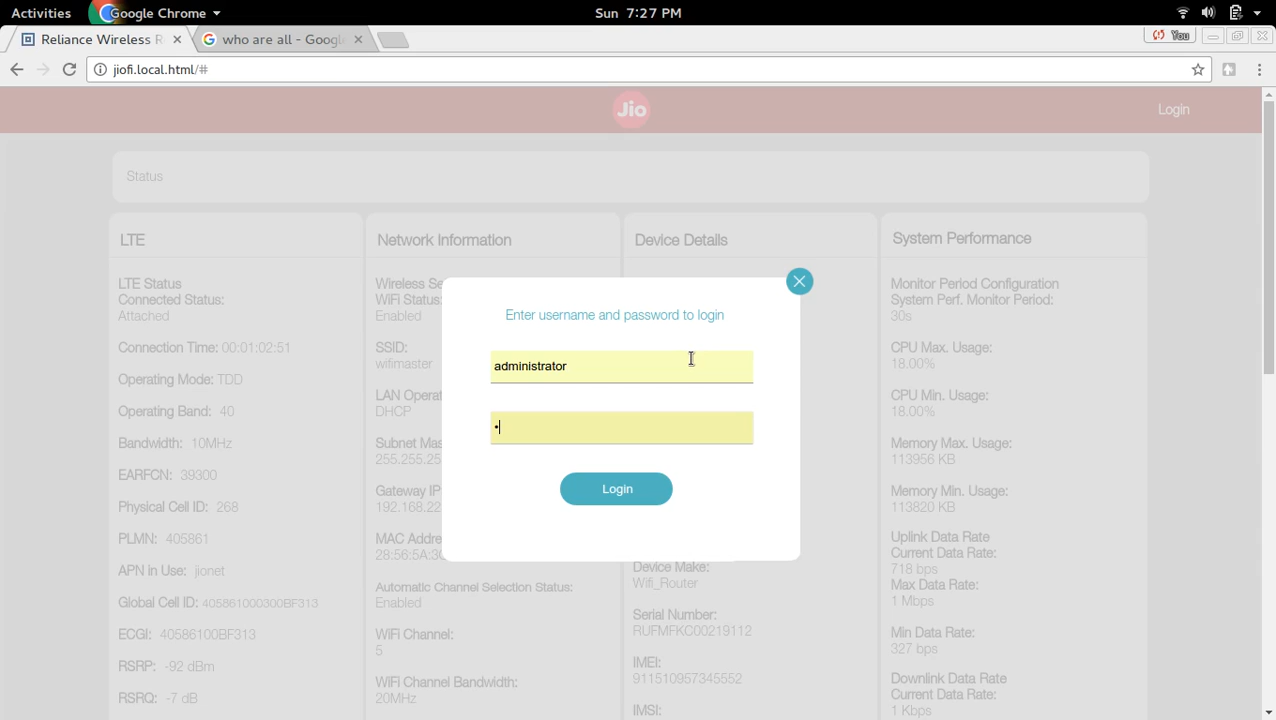 Activities Google Chrome Sun 7:27 PM
Reliance Wireless R who are all - Google You
jiofi.local.html/#
Jio Login
Status
LTE
LTE Status
Connected Status:
Attached
Connection Time: 00:01:02:51
Operating Mode: TDD
Operating Band: 40
Bandwidth: 10MHz
EARFCN: 39300
Physical Cell ID: 268
PLMN: 405861
APN in Use: jionet
Global Cell ID: 405861000300BF313
ECGI: 40586100BF313
RSRP: -92 dBm
RSRQ: -7 dB
Network Information
Wireless Se
WiFi Status:
Enabled
SSID:
wifimaster
LAN Operat
DHCP
Subnet Mas
255.255.25
Gateway IP
192.168.22
MAC Addre
28:56:5A:3C
Automatic Channel Selection Status:
Enabled
WiFi Channel:
5
WiFi Channel Bandwidth:
20MHz
Enter username and password to login
administrator
Login
Device Details
Device Make:
Wifi_Router
Serial Number:
RUFMFKC00219112
IMEI:
911510957345552
IMSI:
System Performance
Monitor Period Configuration
System Perf. Monitor Period:
30s
CPU Max. Usage:
18.00%
CPU Min. Usage:
18.00%
Memory Max. Usage:
113956 KB
Memory Min. Usage:
113820 KB
Uplink Data Rate
Current Data Rate:
718 bps
Max Data Rate:
1 Mbps
Min Data Rate:
327 bps
Downlink Data Rate
Current Data Rate:
1 Kbps